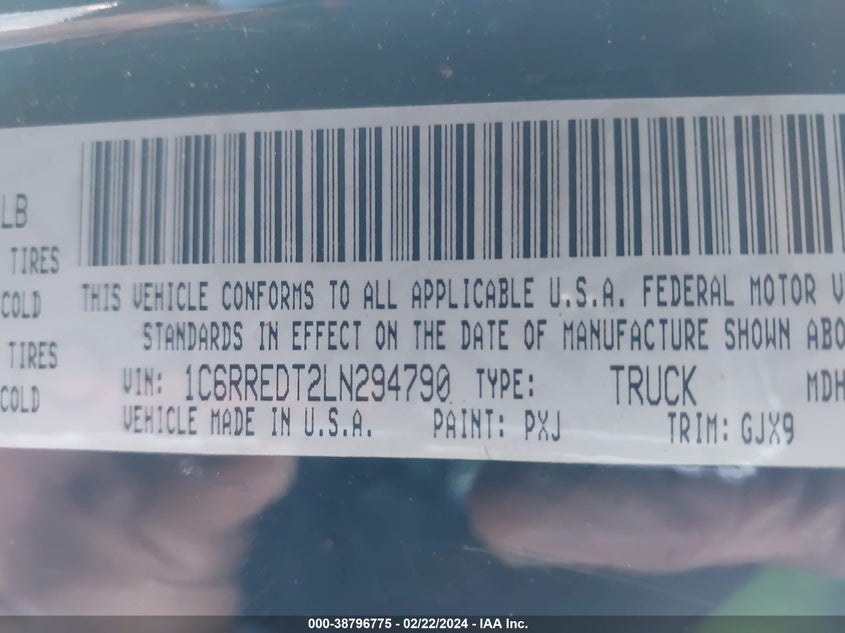 LB
TIRES
COLD
TIRES
COLD
THIS VEHICLE CONFORMS TO ALL APPLICABLE U.S.A. FEDERAL MOTOR V
STANDARDS IN EFFECT ON THE DATE OF MANUFACTURE SHOWN ABO
VIN: 1C6RREDT2LN294790 TYPE: TRUCK MDH
VEHICLE MADE IN U.S.A. PAINT: PXJ TRIM: GJX9
000-38796775 - 02/22/2024 - IAA Inc.